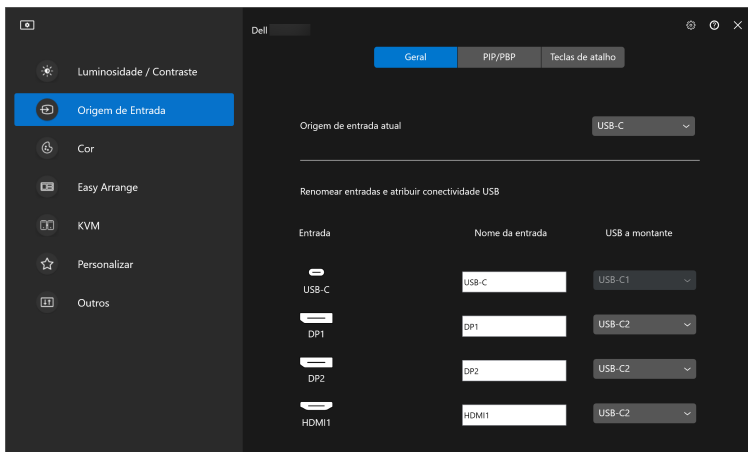 Dell
Geral
PIP/PBP
Teclas de atalho
Luminosidade / Contraste
Origem de Entrada
Cor
Easy Arrange
KVM
Personalizar
Outros
Origem de entrada atual
USB-C
Renomear entradas e atribuir conectividade USB
Entrada
Nome da entrada
USB a montante
USB-C
USB-C
USB-C1
DP1
DP1
USB-C2
DP2
DP2
USB-C2
HDMI1
HDMI1
USB-C2